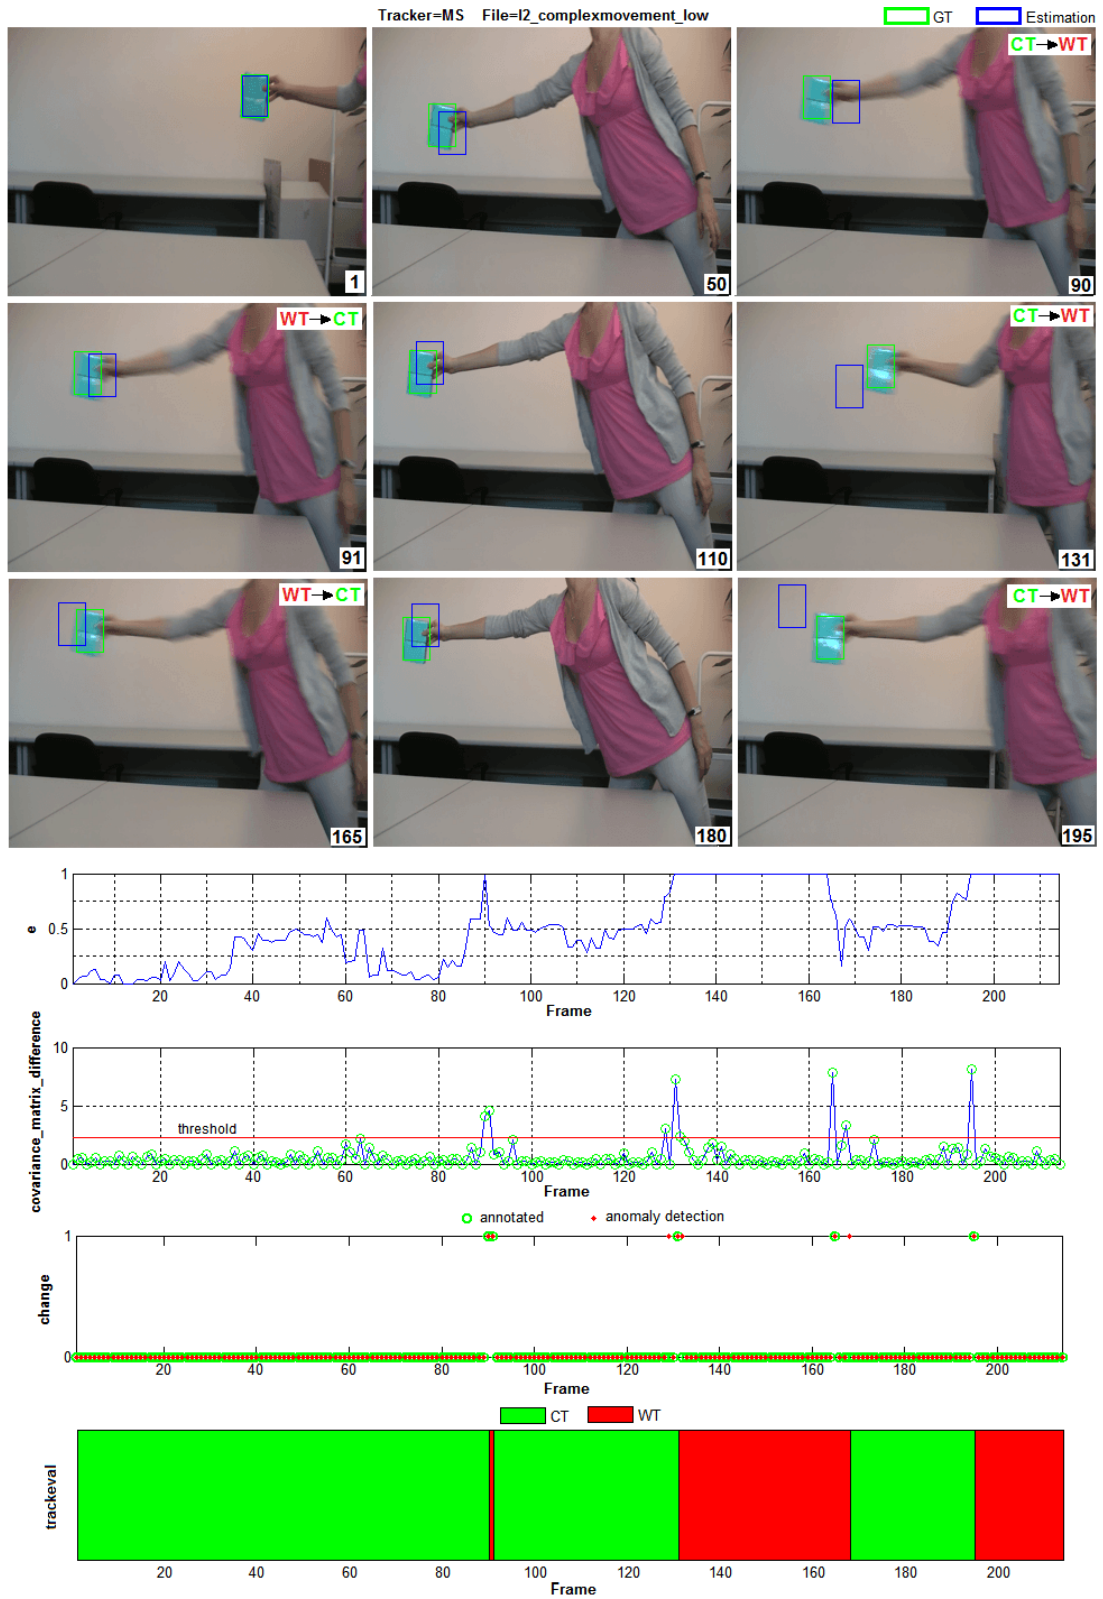 Tracker=MS File=I2_complexmovement_low
GT Estimation
1
50
CT→WT
90
WT→CT
91
110
CT→WT
131
WT→CT
165
180
CT→WT
195
1
0.5
0
e
20 40 60 80 100 120 140 160 180 200
Frame
10
5
0
covariance_matrix_difference
threshold
20 40 60 80 100 120 140 160 180 200
Frame
annotated anomaly detection
1
0
change
20 40 60 80 100 120 140 160 180 200
Frame
CT WT
trackeval
20 40 60 80 100 120 140 160 180 200
Frame